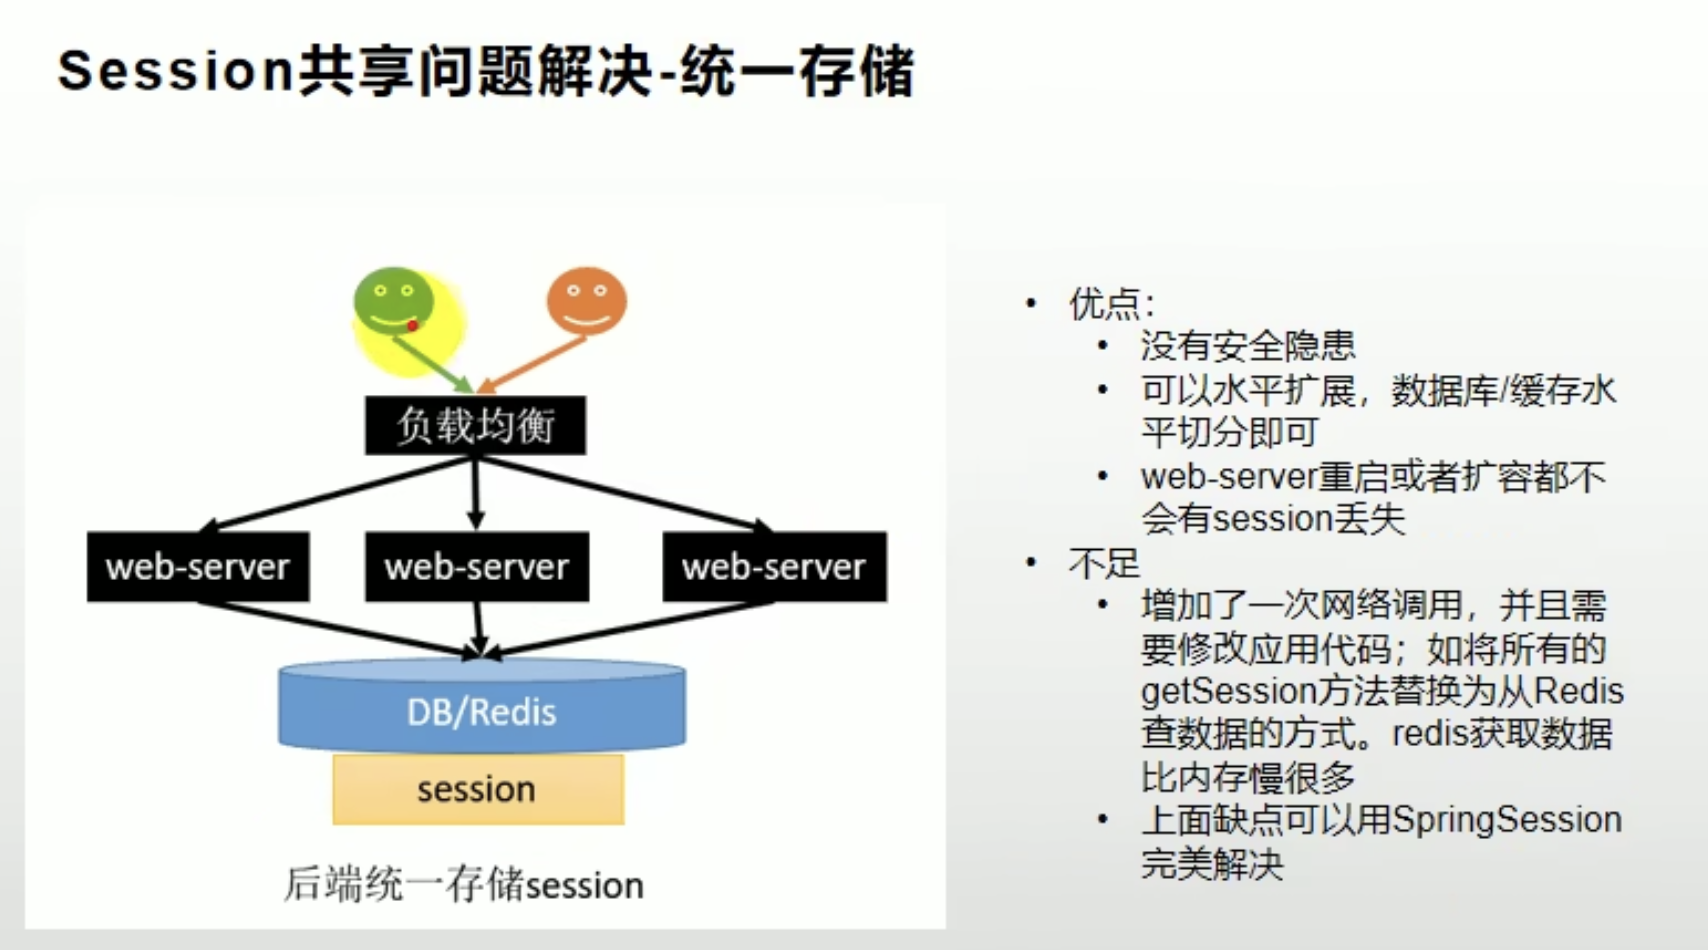 Session共享问题解决-统一存储
负载均衡
web-server
web-server
web-server
DB/Redis
session
后端统一存储session
• 优点：
• 没有安全隐患
• 可以水平扩展，数据库/缓存水
平切分即可
• web-server重启或者扩容都不
会有session丢失
• 不足
• 增加了一次网络调用，并且需
要修改应用代码；如将所有的
getSession方法替换为从Redis
查数据的方式。redis获取数据
比内存慢很多
• 上面缺点可以用SpringSession
完美解决